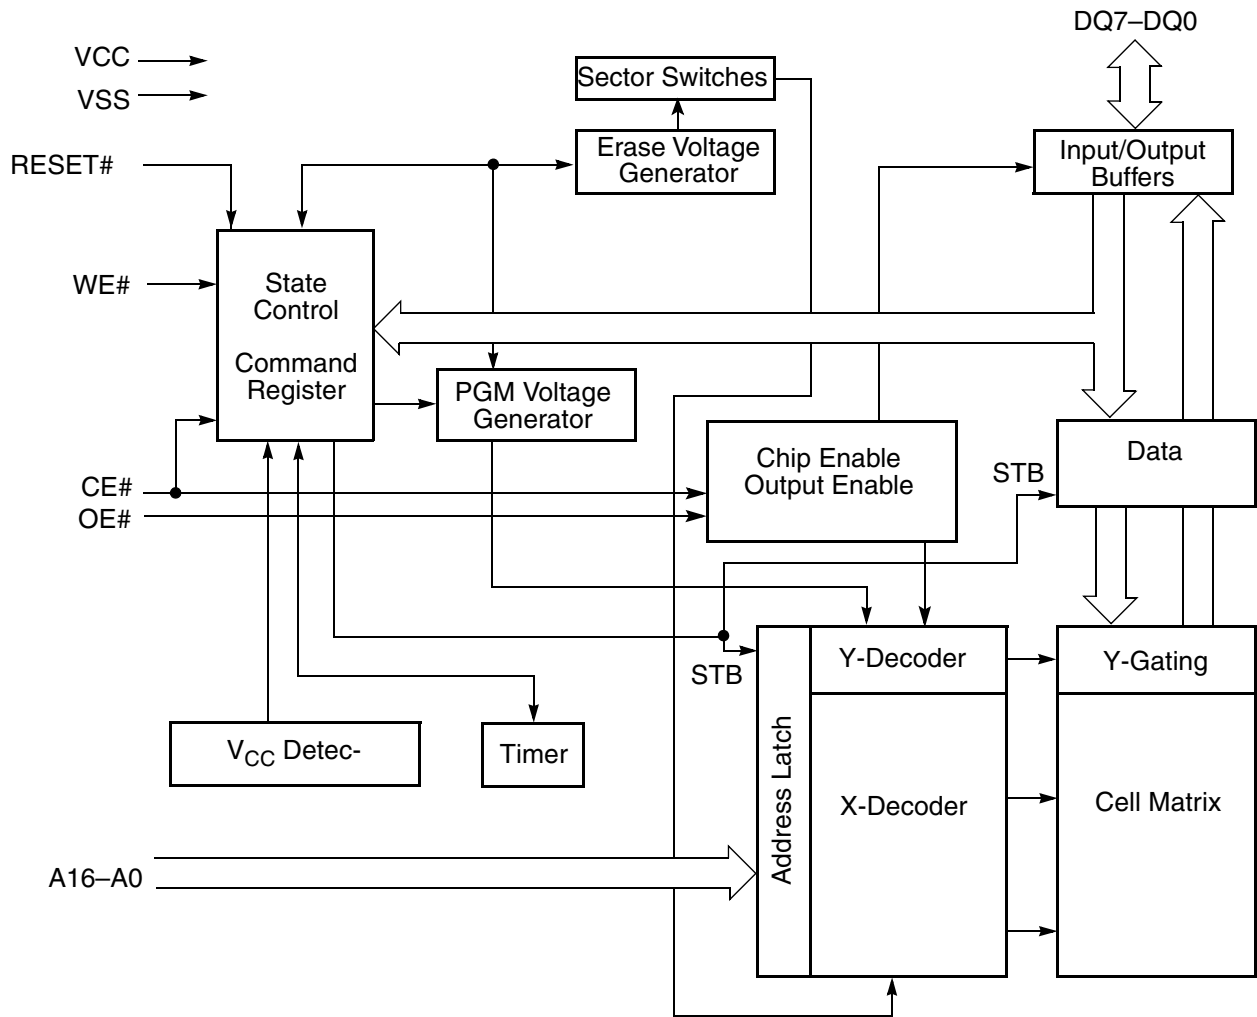 DQ7–DQ0
VCC
VSS
Sector Switches
RESET#
Erase Voltage
Generator
Input/Output
Buffers
WE#
State
Control
Command
Register
PGM Voltage
Generator
Chip Enable
Output Enable
STB
Data
CE#
OE#
STB
Y-Decoder
Y-Gating
VCC Detec-
Timer
Address Latch
X-Decoder
Cell Matrix
A16–A0